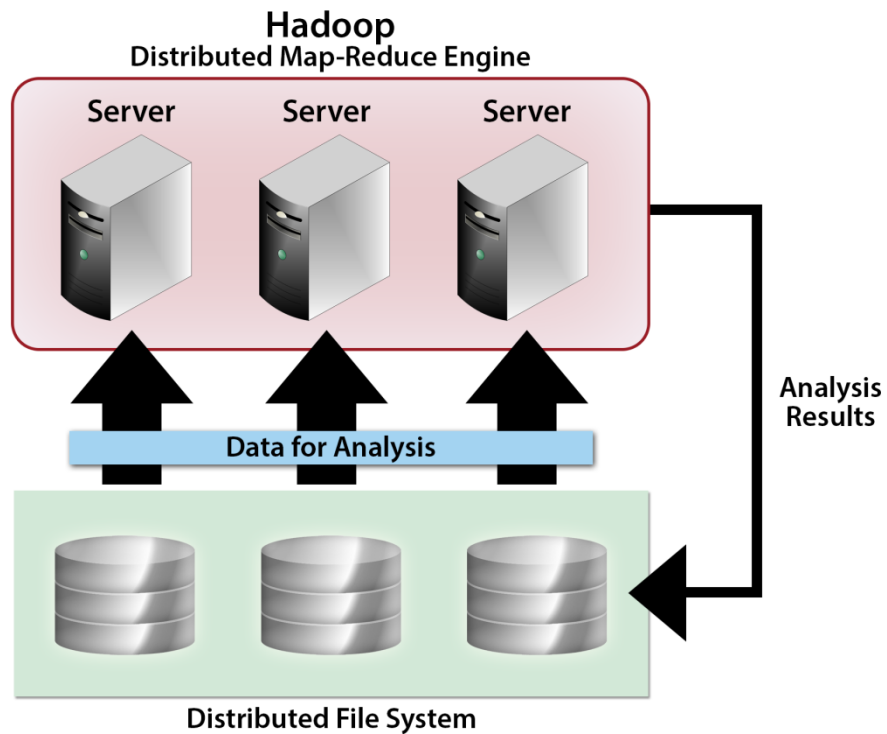 Hadoop
Distributed Map-Reduce Engine
Server
Server
Server
Data for Analysis
Analysis
Results
Distributed File System